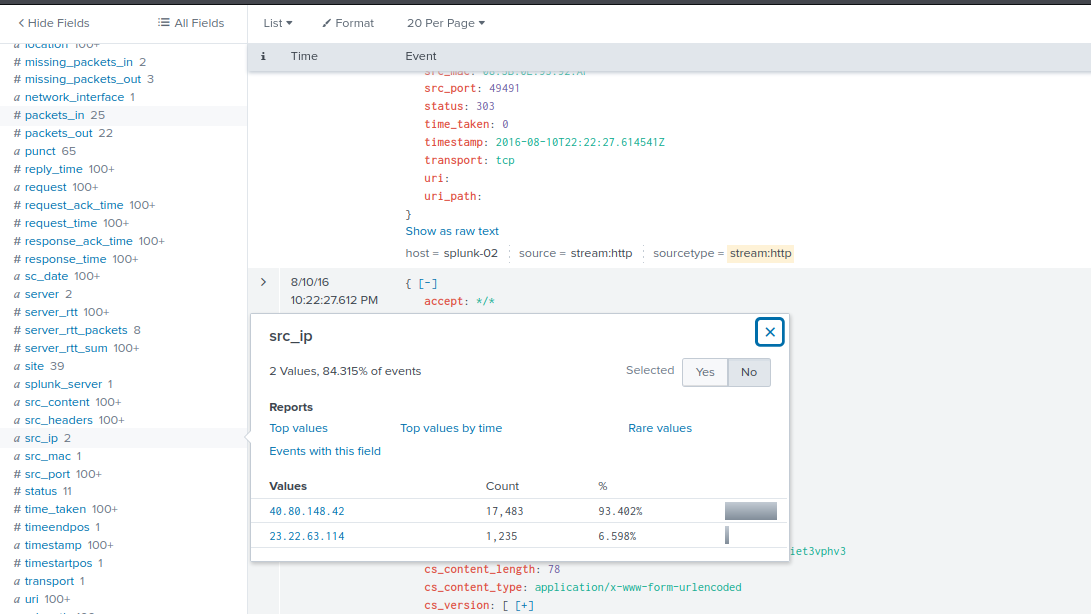 Hide Fields
All Fields
List
Format
20 Per Page
i
Time
Event
a location 100+
# missing_packets_in 2
# missing_packets_out 3
a network_interface 1
# packets_in 25
# packets_out 22
a punct 65
# reply_time 100+
a request 100+
# request_ack_time 100+
# request_time 100+
# response_ack_time 100+
# response_time 100+
a sc_date 100+
a server 2
# server_rtt 100+
# server_rtt_packets 8
# server_rtt_sum 100+
a site 39
a splunk_server 1
a src_content 100+
a src_headers 100+
a src_ip 2
a src_mac 1
# src_port 100+
# status 11
# time_taken 100+
# timeendpos 1
a timestamp 100+
# timestartpos 1
a transport 1
a uri 100+
src_mac:
src_port: 49491
status: 303
time_taken: 0
timestamp: 2016-08-10T22:22:27.614541Z
transport: tcp
uri:
uri_path:
}
Show as raw text
host = splunk-02
source = stream:http
sourcetype = stream:http
8/10/16
10:22:27.612 PM
{ [-]
accept: */*
src_ip
2 Values, 84.315% of events
Selected
Yes
No
Reports
Top values
Top values by time
Rare values
Events with this field
Values
Count
%
40.80.148.42
17,483
93.402%
23.22.63.114
1,235
6.598%
iet3vphv3
cs_content_length: 78
cs_content_type: application/x-www-form-urlencoded
cs_version: [ [+]